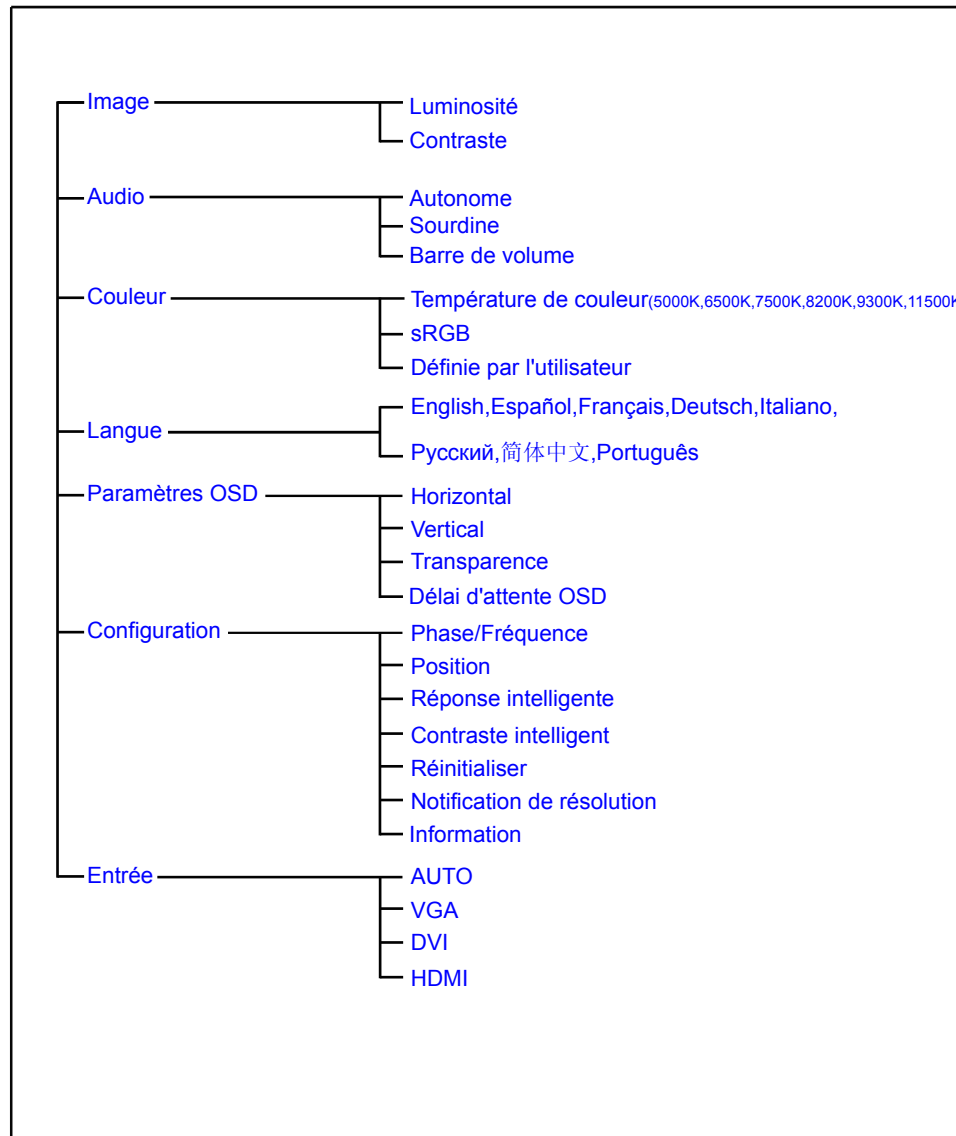 Image
Luminosité
Contraste
Audio
Autonome
Sourdine
Barre de volume
Couleur
Température de couleur(5000K,6500K,7500K,8200K,9300K,11500K
sRGB
Définie par l'utilisateur
Langue
English,Español,Français,Deutsch,Italiano,
Русский,简体中文,Português
Paramètres OSD
Horizontal
Vertical
Transparence
Délai d'attente OSD
Configuration
Phase/Fréquence
Position
Réponse intelligente
Contraste intelligent
Réinitialiser
Notification de résolution
Information
Entrée
AUTO
VGA
DVI
HDMI